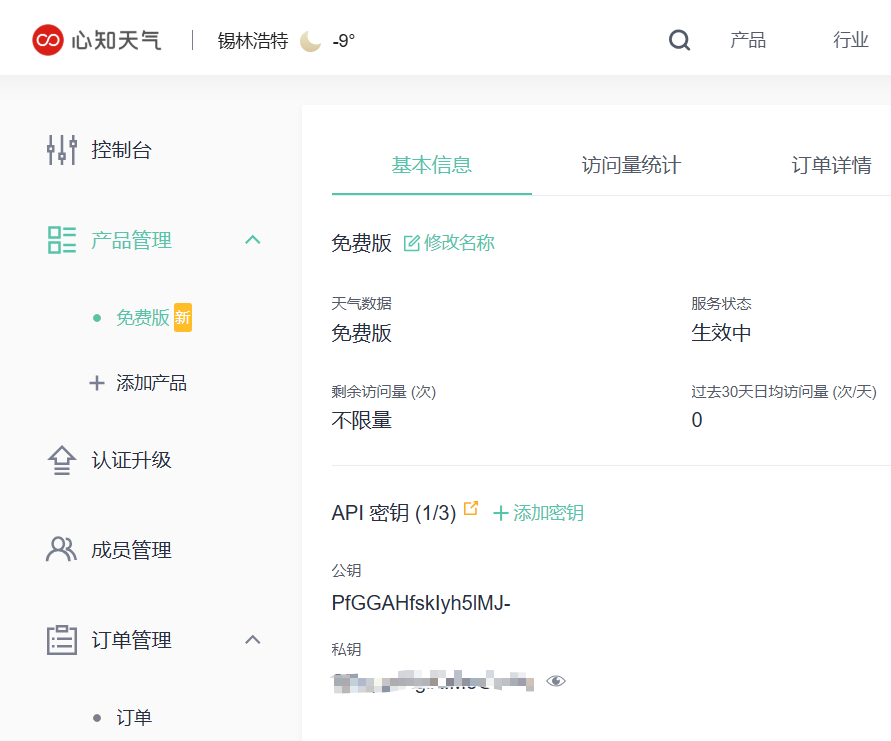 心知天气
锡林浩特 -9° 产品 行业
控制台
产品管理
免费版 新
添加产品
认证升级
成员管理
订单管理
订单
基本信息 访问量统计 订单详情
免费版 修改名称
天气数据 服务状态
免费版 生效中
剩余访问量 (次) 过去30天日均访问量 (次/天)
不限量 0
API 密钥 (1/3) 添加密钥
公钥
PfGGAHfskIyh5lMJ-
私钥